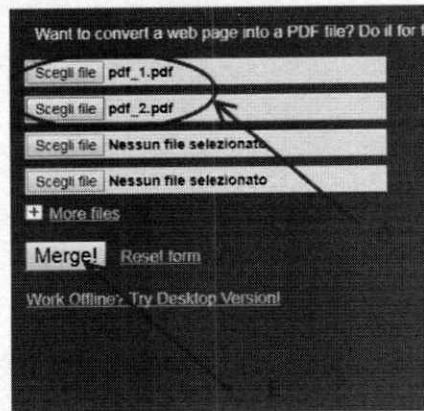 Want to convert a web page into a PDF file? Do it for f
Scegli file pdf_1.pdf
Scegli file pdf_2.pdf
Scegli file Nessun file selezionato
Scegli file Nessun file selezionato
+ More files
Merge! Reset form
Work Offline? Try Desktop Version!